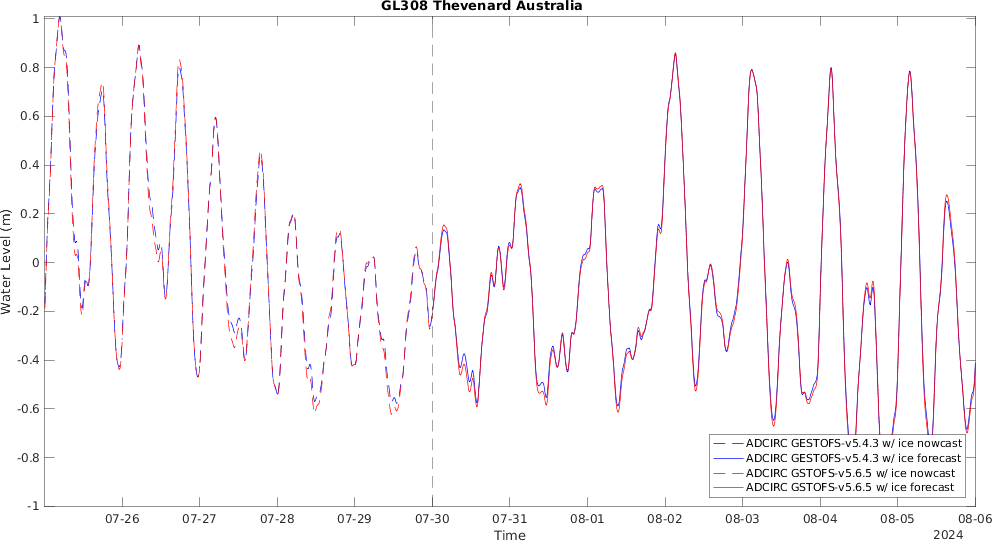 GL308 Thevenard Australia
1
0.8
0.6
0.4
0.2
0
-0.2
-0.4
-0.6
-0.8
-1
Water Level (m)
ADCIRC GESTOFS-v5.4.3 w/ ice nowcast
ADCIRC GESTOFS-v5.4.3 w/ ice forecast
ADCIRC GSTOFS-v5.6.5 w/ ice nowcast
ADCIRC GSTOFS-v5.6.5 w/ ice forecast
07-26 07-27 07-28 07-29 07-30 07-31 08-01 08-02 08-03 08-04 08-05 08-06
Time
2024